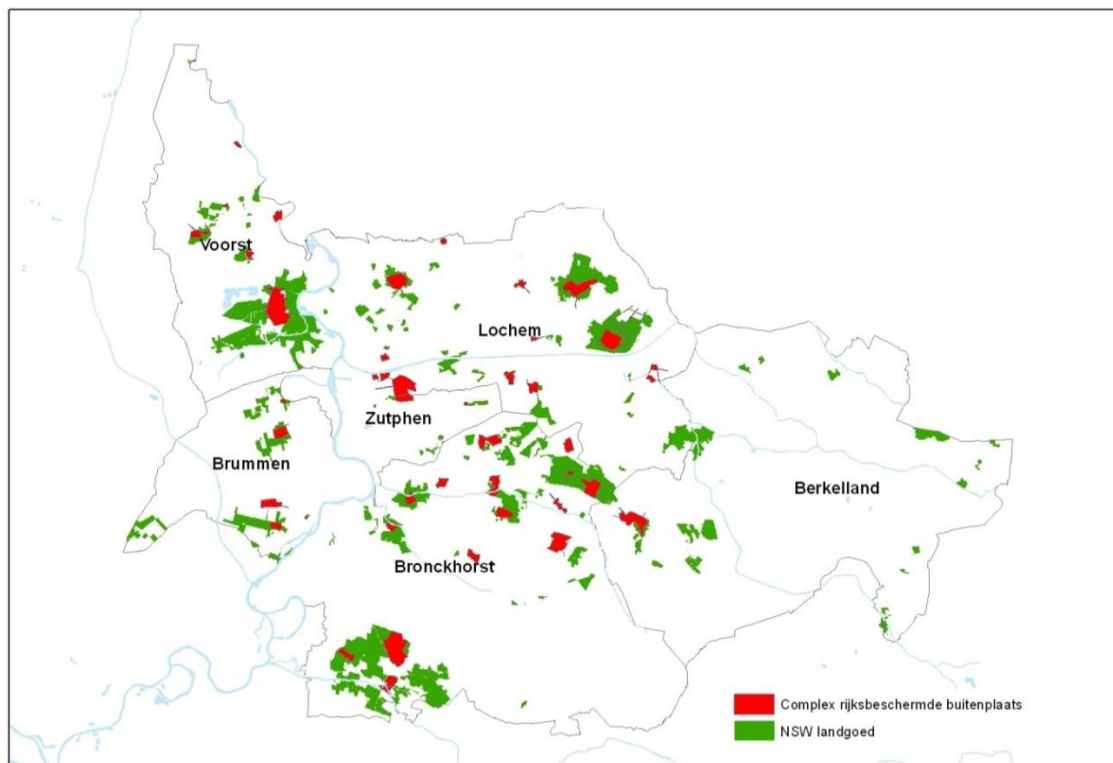 Voorst
Lochem
Zutphen
Brummen
Berkelland
Bronckhorst
Complex rijksbeschermde buitenplaats
NSW landgoed